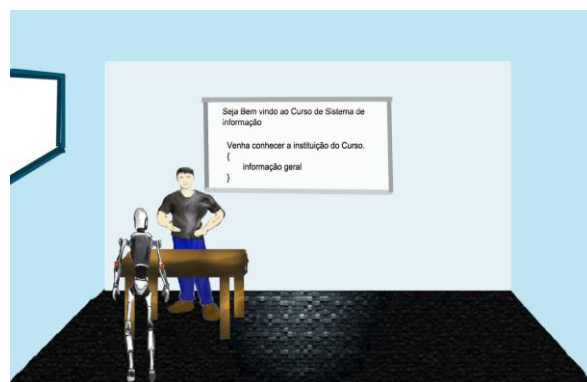 Seja Bem vindo ao Curso de Sistema de
informação
Venha conhecer a instituição do Curso.
{
informação geral
}